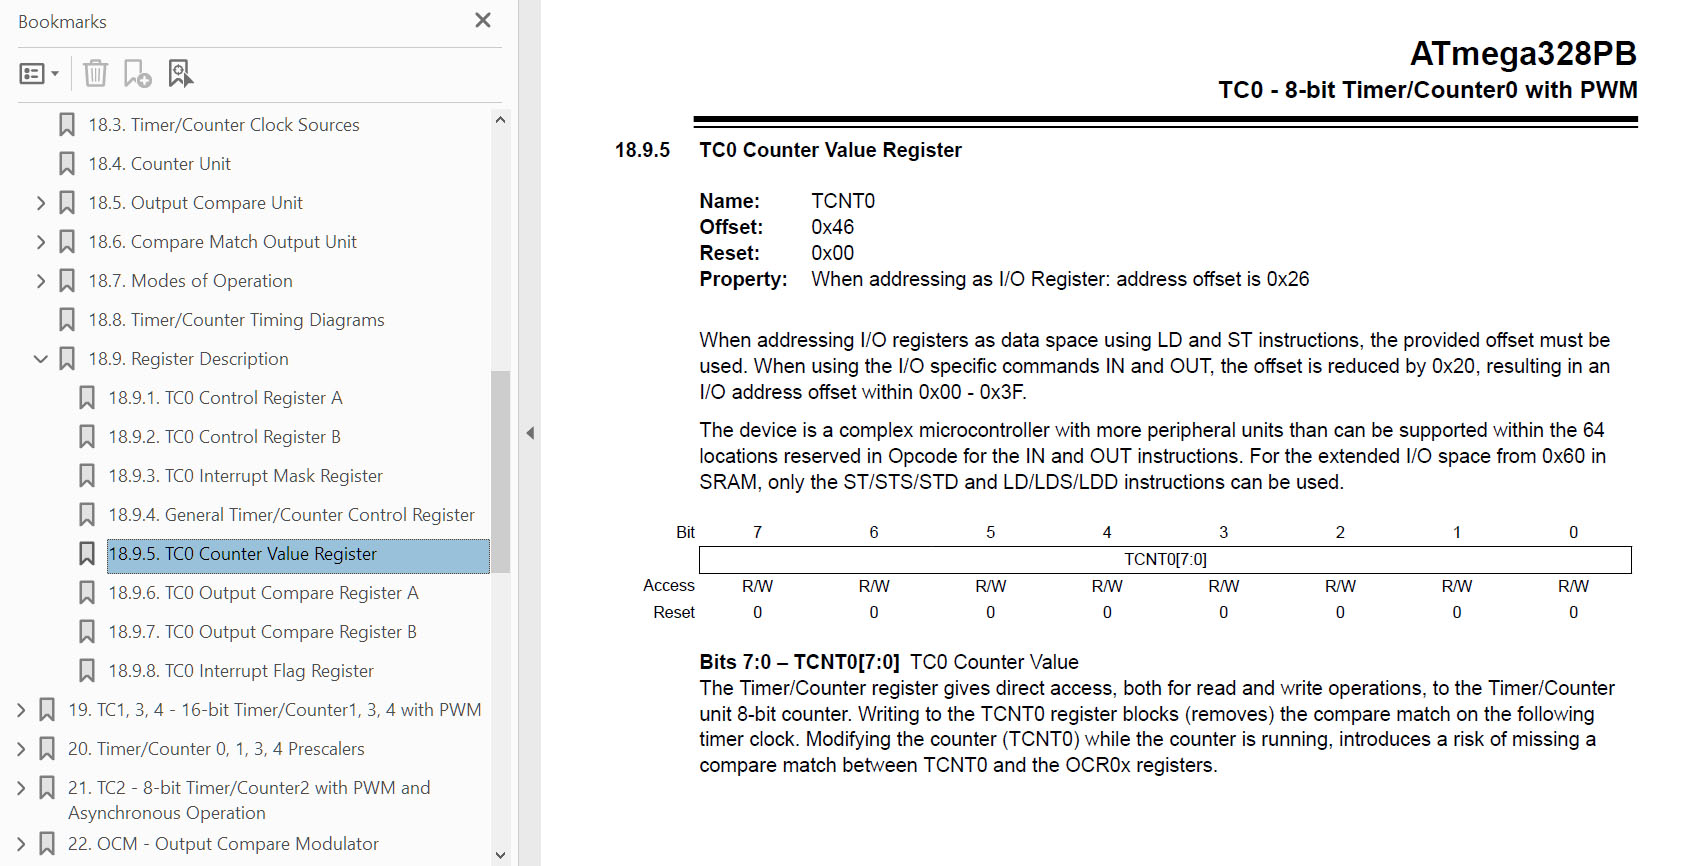 Bookmarks
18.3. Timer/Counter Clock Sources
18.4. Counter Unit
18.5. Output Compare Unit
18.6. Compare Match Output Unit
18.7. Modes of Operation
18.8. Timer/Counter Timing Diagrams
18.9. Register Description
18.9.1. TC0 Control Register A
18.9.2. TC0 Control Register B
18.9.3. TC0 Interrupt Mask Register
18.9.4. General Timer/Counter Control Register
18.9.5. TC0 Counter Value Register
18.9.6. TC0 Output Compare Register A
18.9.7. TC0 Output Compare Register B
18.9.8. TC0 Interrupt Flag Register
19. TC1, 3, 4 - 16-bit Timer/Counter1, 3, 4 with PWM
20. Timer/Counter 0, 1, 3, 4 Prescalers
21. TC2 - 8-bit Timer/Counter2 with PWM and
Asynchronous Operation
22. OCM - Output Compare Modulator
ATmega328PB
TC0 - 8-bit Timer/Counter0 with PWM
18.9.5 TC0 Counter Value Register
Name: TCNT0
Offset: 0x46
Reset: 0x00
Property: When addressing as I/O Register: address offset is 0x26
When addressing I/O registers as data space using LD and ST instructions, the provided offset must be
used. When using the I/O specific commands IN and OUT, the offset is reduced by 0x20, resulting in an
I/O address offset within 0x00 - 0x3F.
The device is a complex microcontroller with more peripheral units than can be supported within the 64
locations reserved in Opcode for the IN and OUT instructions. For the extended I/O space from 0x60 in
SRAM, only the ST/STS/STD and LD/LDS/LDD instructions can be used.
Bit 7 6 5 4 3 2 1 0
TCNT0[7:0]
Access R/W R/W R/W R/W R/W R/W R/W R/W
Reset 0 0 0 0 0 0 0 0
Bits 7:0 – TCNT0[7:0] TC0 Counter Value
The Timer/Counter register gives direct access, both for read and write operations, to the Timer/Counter
unit 8-bit counter. Writing to the TCNT0 register blocks (removes) the compare match on the following
timer clock. Modifying the counter (TCNT0) while the counter is running, introduces a risk of missing a
compare match between TCNT0 and the OCR0x registers.